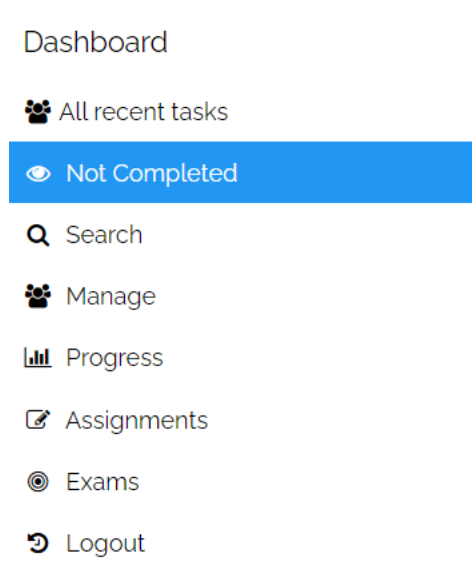 Dashboard
All recent tasks
Not Completed
Search
Manage
Progress
Assignments
Exams
Logout